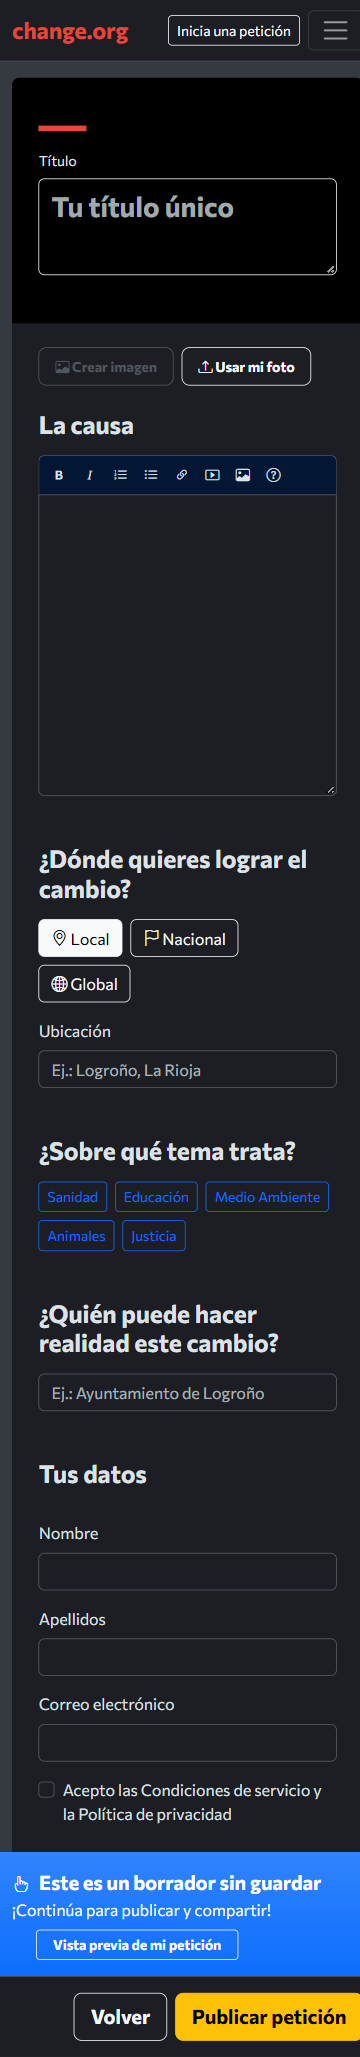 change.org
Inicia una petición
Título
Tu título único
Crear imagen
Usar mi foto
La causa
B I
¿Dónde quieres lograr el
cambio?
Local
Nacional
Global
Ubicación
Ej.: Logroño, La Rioja
¿Sobre qué tema trata?
Sanidad
Educación
Medio Ambiente
Animales
Justicia
¿Quién puede hacer
realidad este cambio?
Ej.: Ayuntamiento de Logroño
Tus datos
Nombre
Apellidos
Correo electrónico
Acepto las Condiciones de servicio y
la Política de privacidad
Este es un borrador sin guardar
¡Continúa para publicar y compartir!
Vista previa de mi petición
Volver
Publicar petición